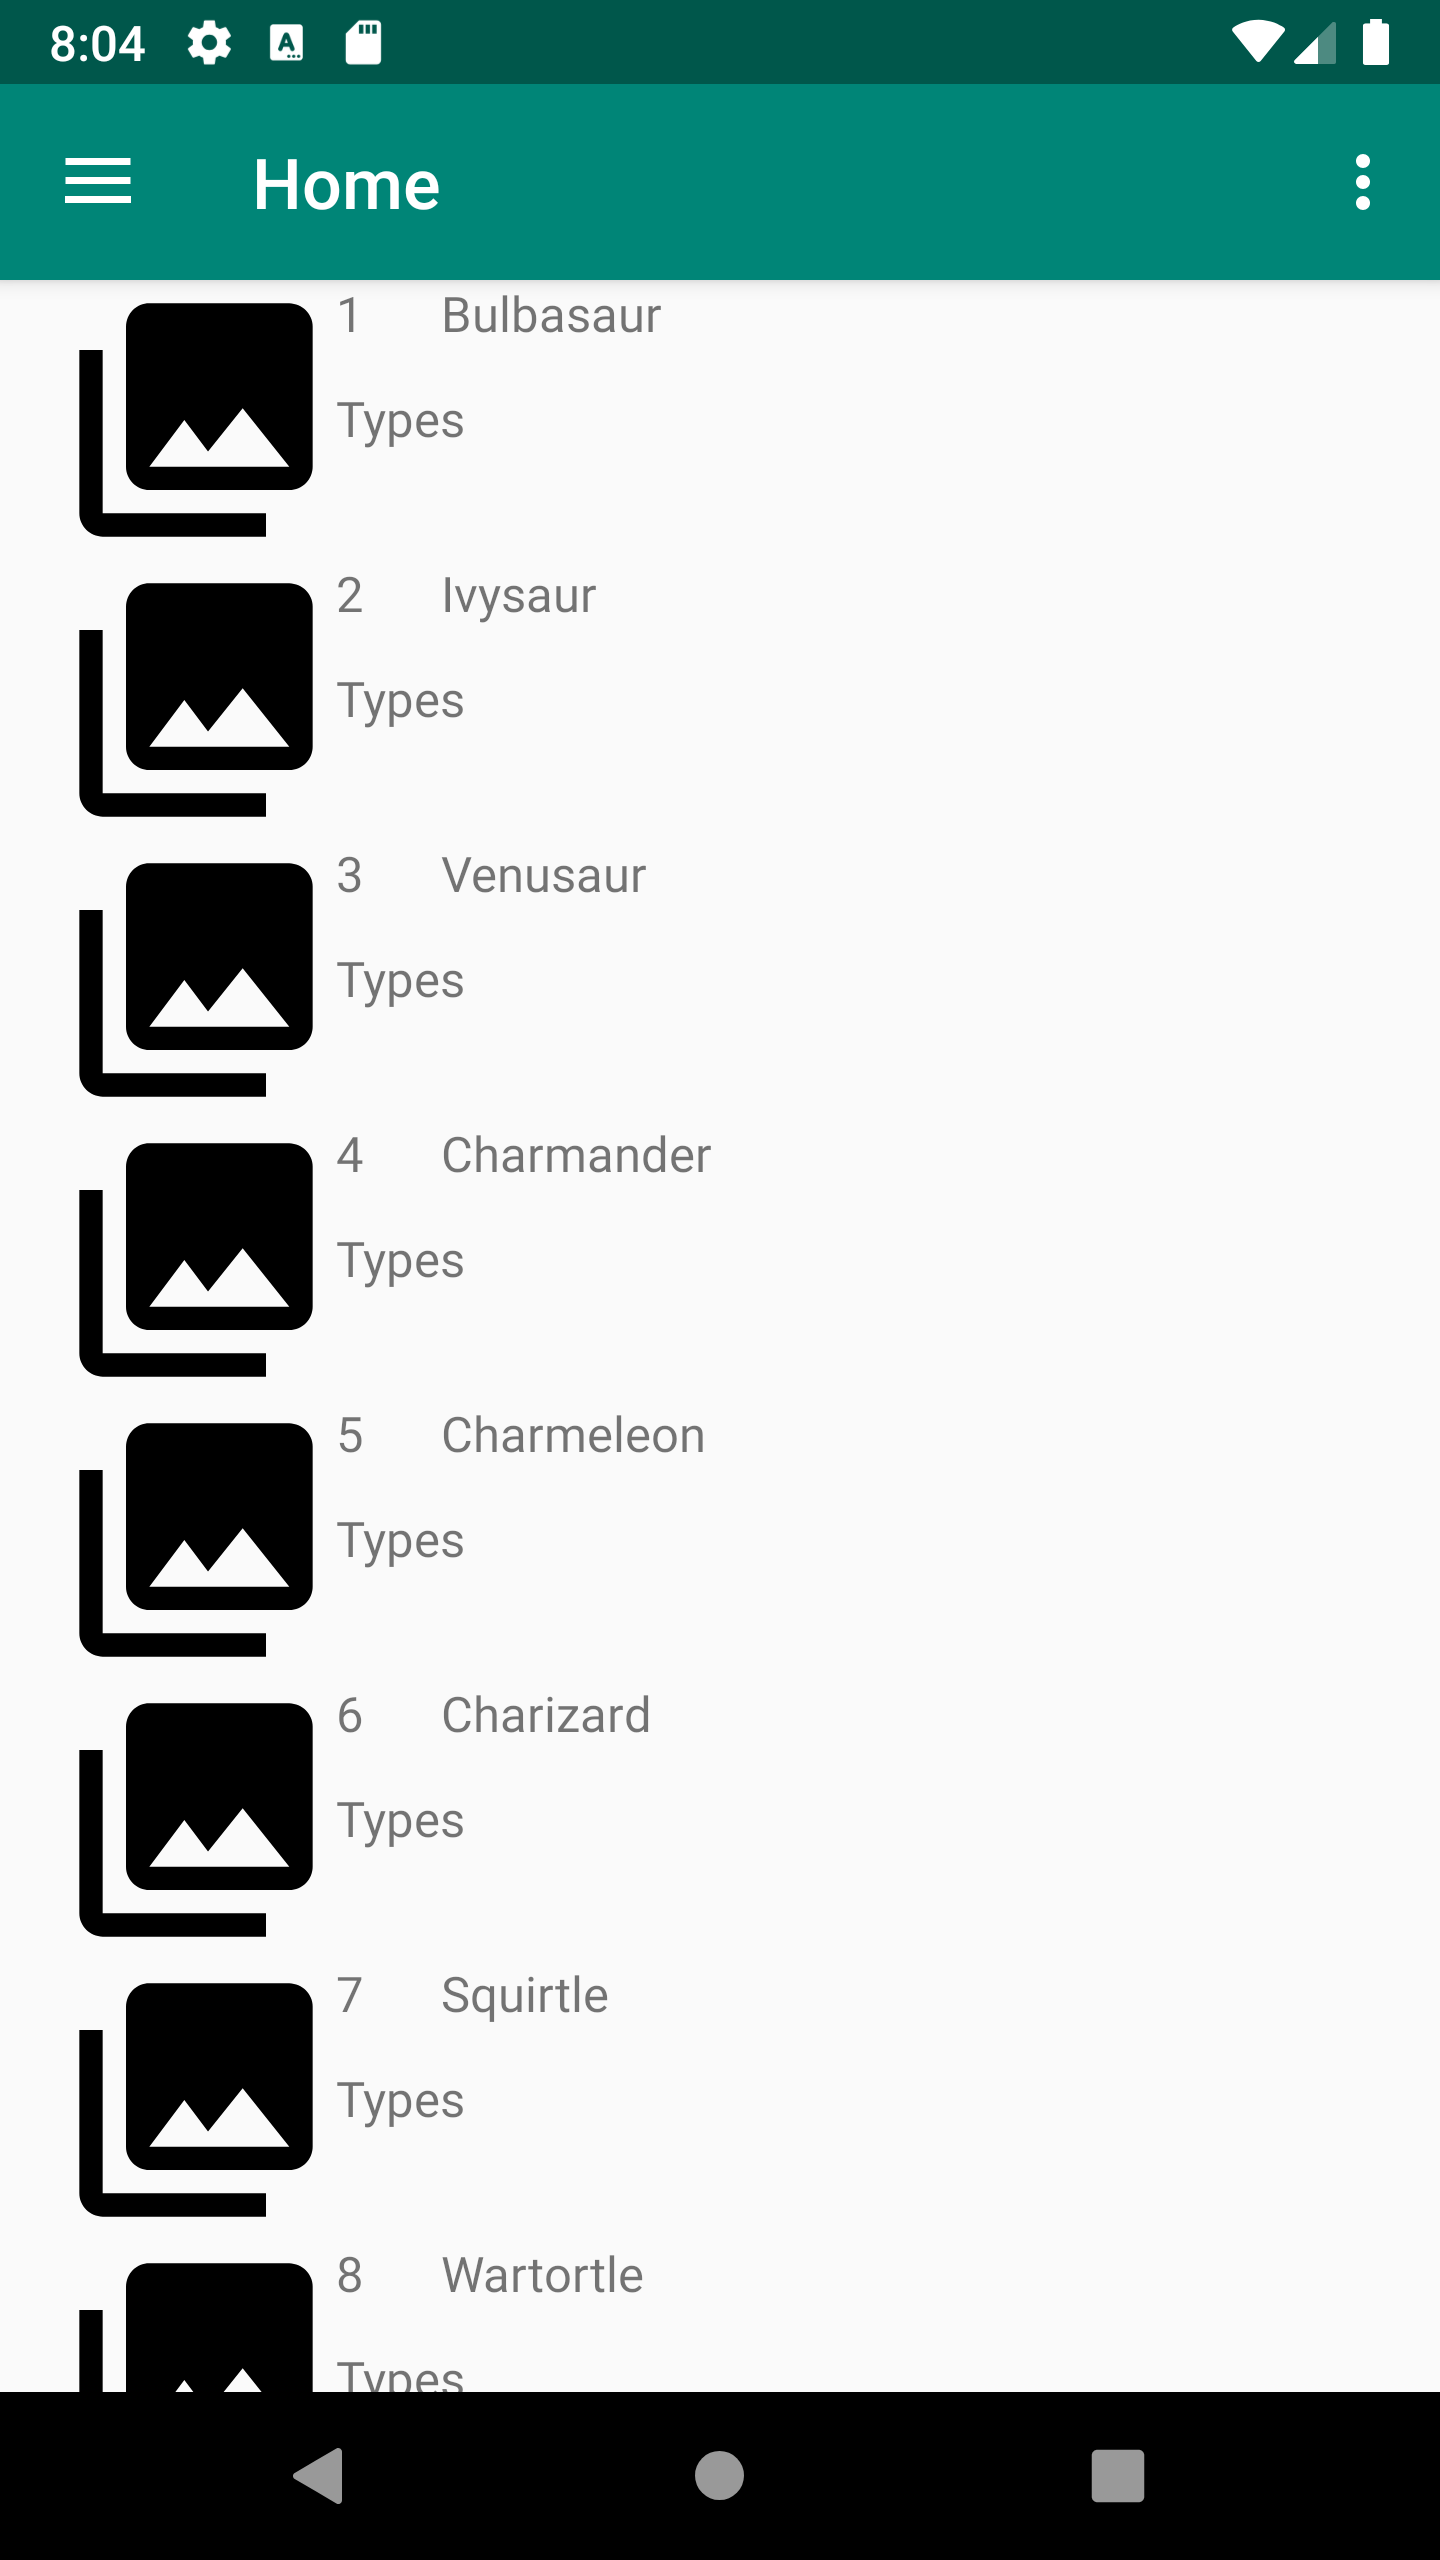 8:04
Home
1 Bulbasaur
Types
2 Ivysaur
Types
3 Venusaur
Types
4 Charmander
Types
5 Charmeleon
Types
6 Charizard
Types
7 Squirtle
Types
8 Wartortle
Types